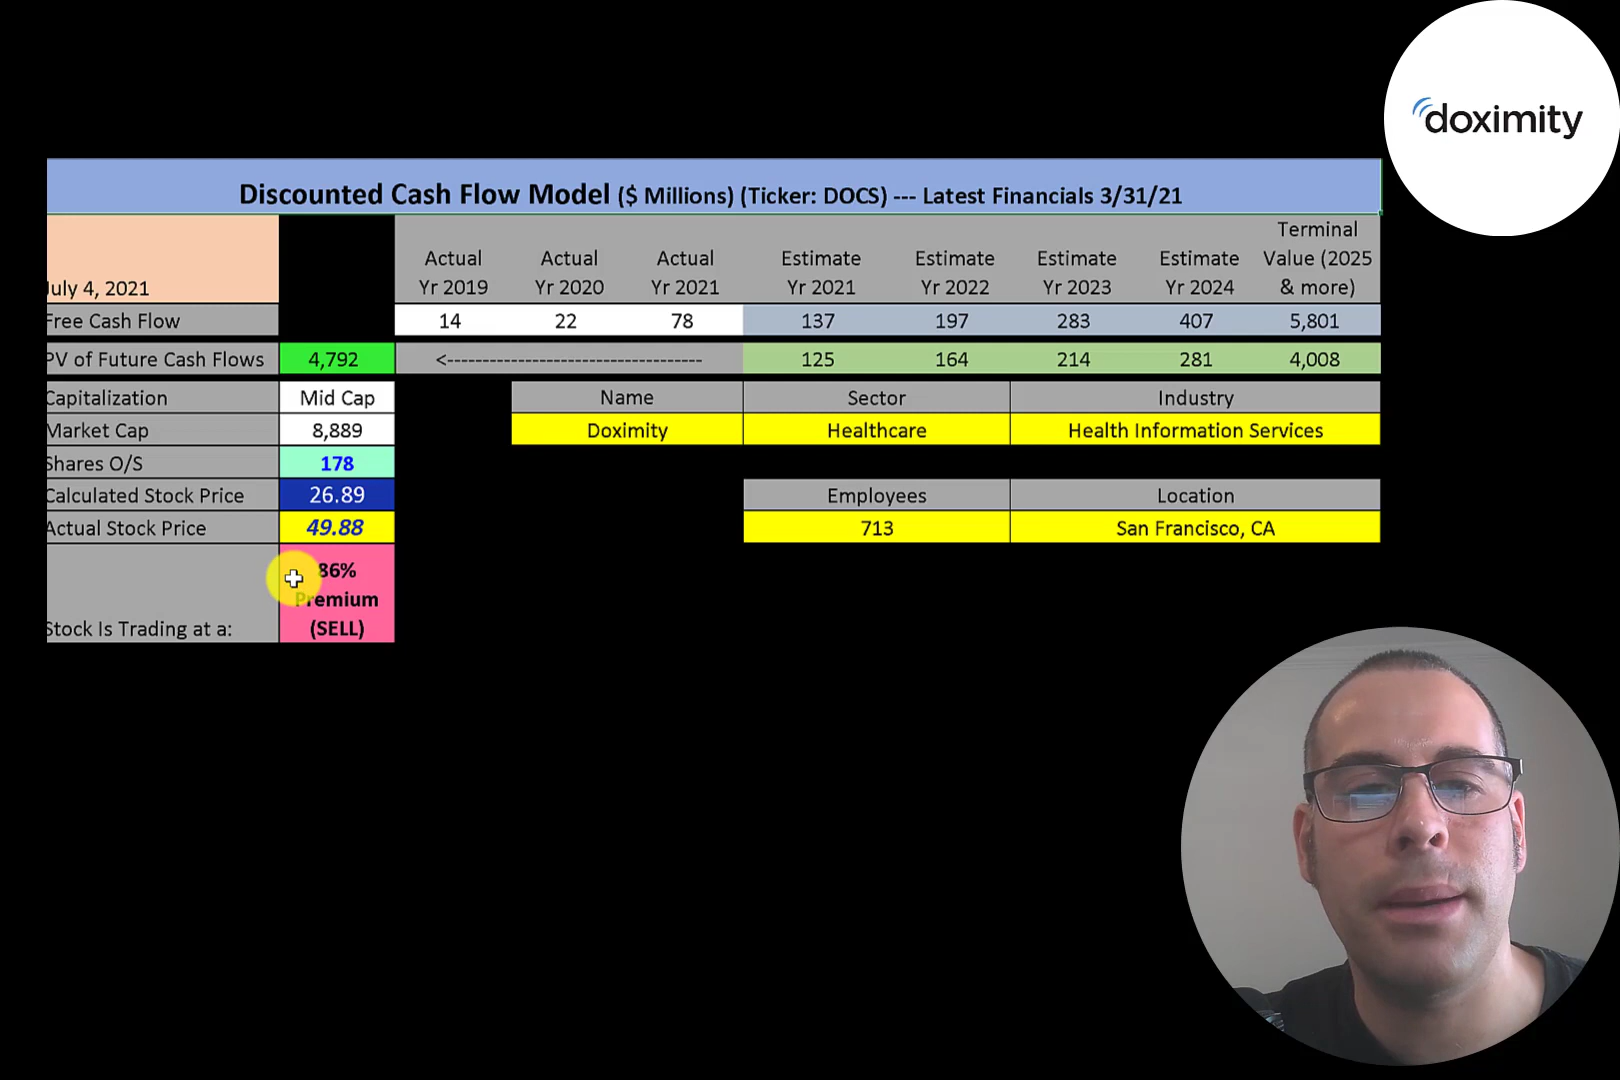 doximity
Discounted Cash Flow Model ($ Millions) (Ticker: DOCS) --- Latest Financials 3/31/21
July 4, 2021
Actual Yr 2019 Actual Yr 2020 Actual Yr 2021 Estimate Yr 2021 Estimate Yr 2022 Estimate Yr 2023 Estimate Yr 2024 Terminal Value (2025 & more)
Free Cash Flow 14 22 78 137 197 283 407 5,801
PV of Future Cash Flows 4,792 <------------------------------------ 125 164 214 281 4,008
Capitalization Mid Cap Name Sector Industry
Market Cap 8,889 Doximity Healthcare Health Information Services
Shares O/S 178
Calculated Stock Price 26.89 Employees Location
Actual Stock Price 49.88 713 San Francisco, CA
Stock Is Trading at a: 86% Premium (SELL)